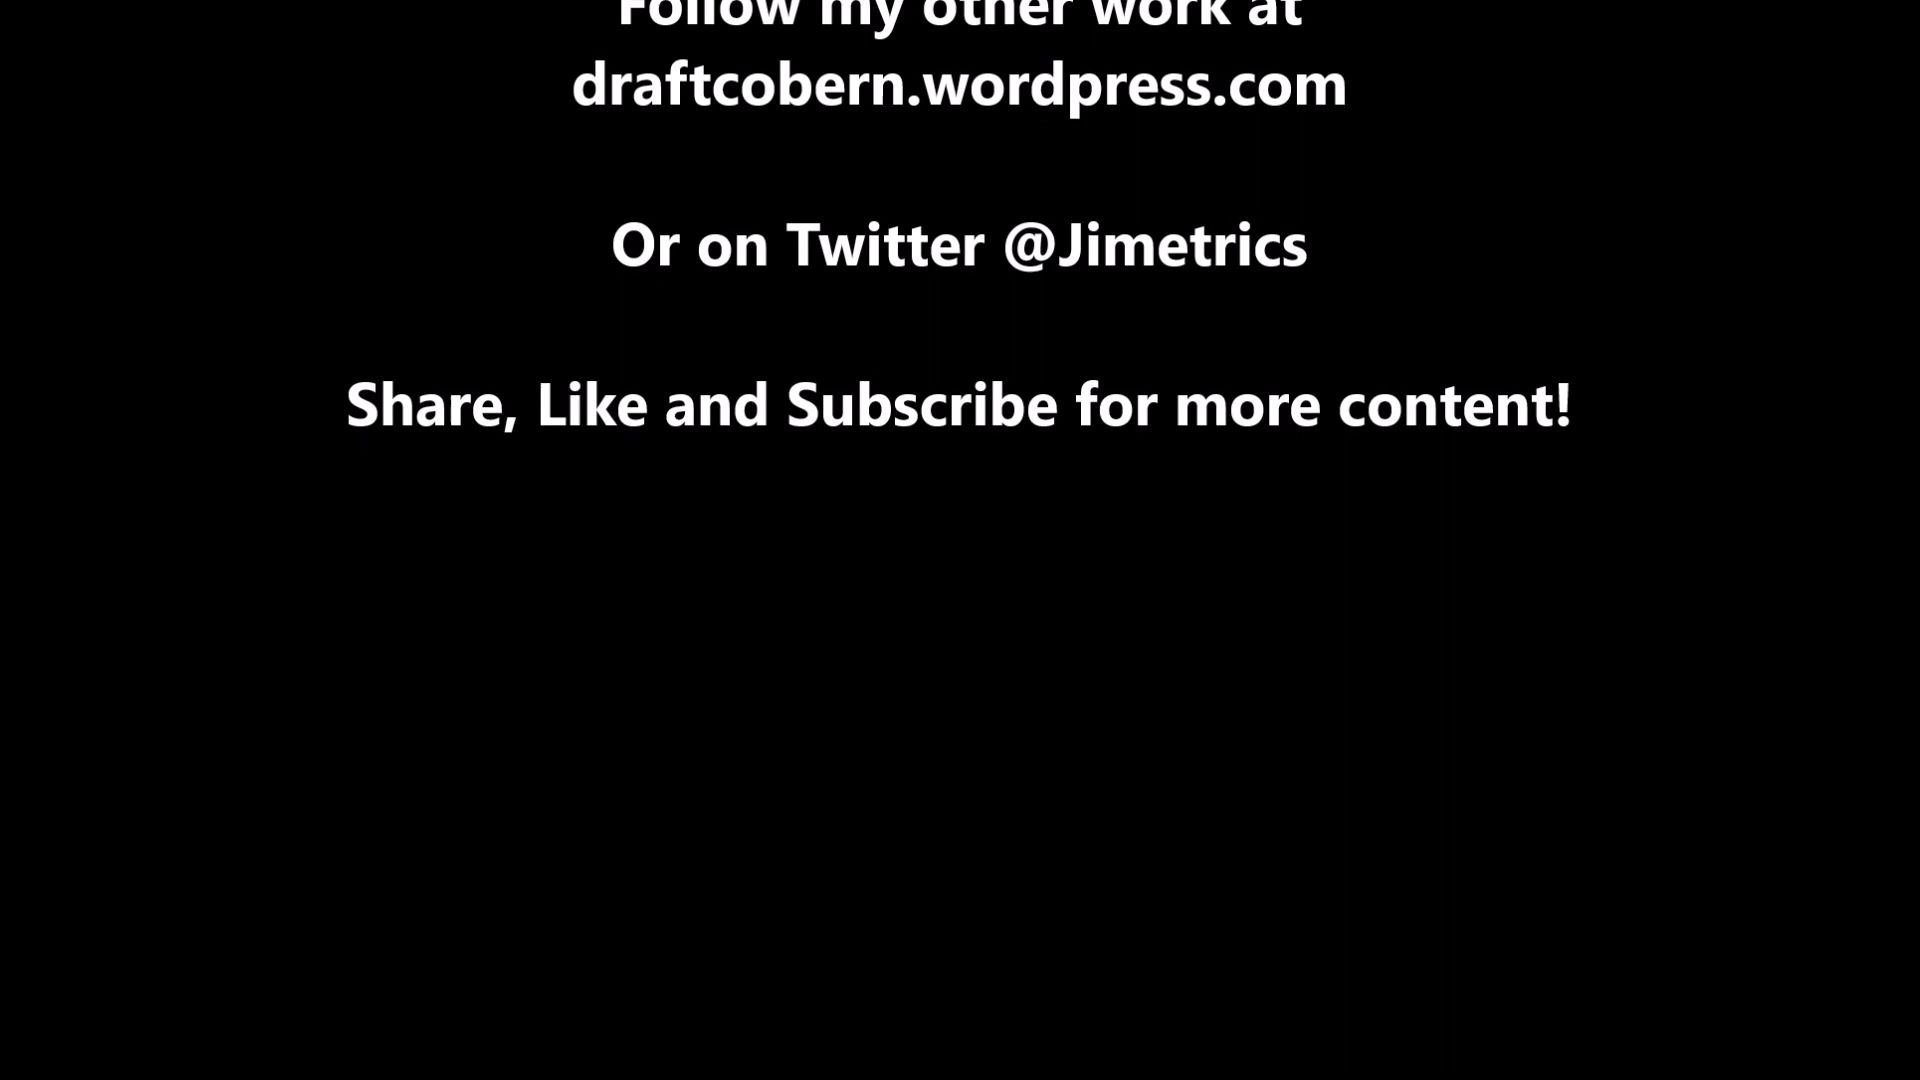 Follow my other work at
draftcobern.wordpress.com
Or on Twitter @Jimetrics
Share, Like and Subscribe for more content!